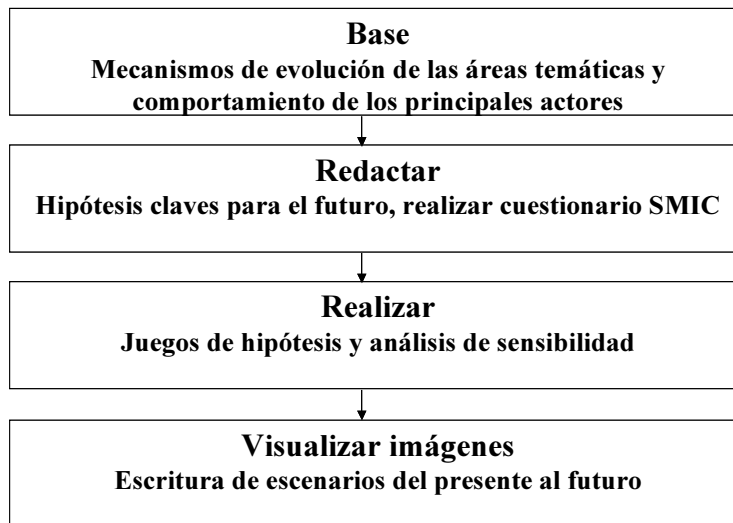 Base
Mecanismos de evolución de las áreas temáticas y
comportamiento de los principales actores
Redactar
Hipótesis claves para el futuro, realizar cuestionario SMIC
Realizar
Juegos de hipótesis y análisis de sensibilidad
Visualizar imágenes
Escritura de escenarios del presente al futuro